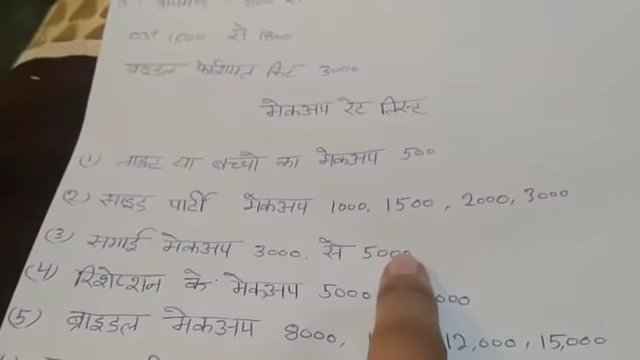 03+ 1500 से 1800
ब्राइडल फेशियल किट 3000
मेकअप रेट लिस्ट
(1) लाइट या बच्चो का मेकअप 500
(2) साइड पार्टी मेकअप 1000, 1500, 2000, 3000
(3) सगाई मेकअप 3000. से 5000
(4) रिशेप्शन के मेकअप 5000
(5) ब्राइडल मेकअप 8000, 12,000, 15,000